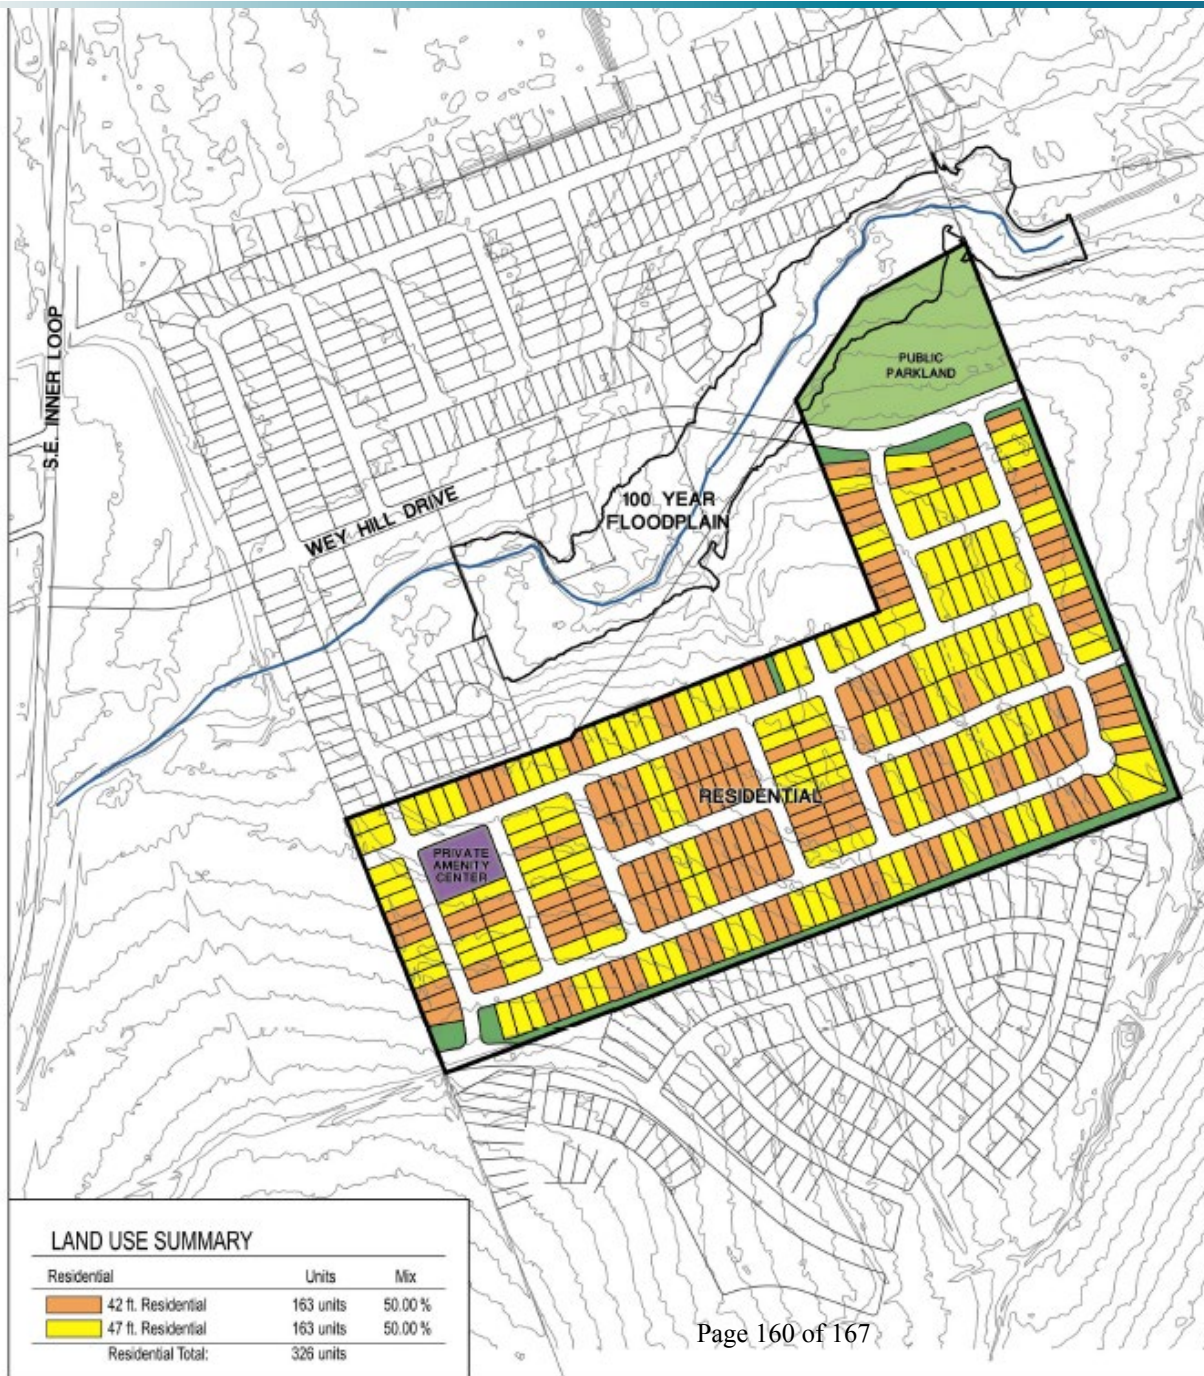 S.E. INNER LOOP
PUBLIC
PARKLAND
100 YEAR
FLOODPLAIN
WEY HILL DRIVE
RESIDENTIAL
PRIVATE
AMENITY
CENTER
LAND USE SUMMARY
Residential Units Mix
42 ft. Residential 163 units 50.00 %
47 ft. Residential 163 units 50.00 %
Residential Total: 326 units
Page 160 of 167